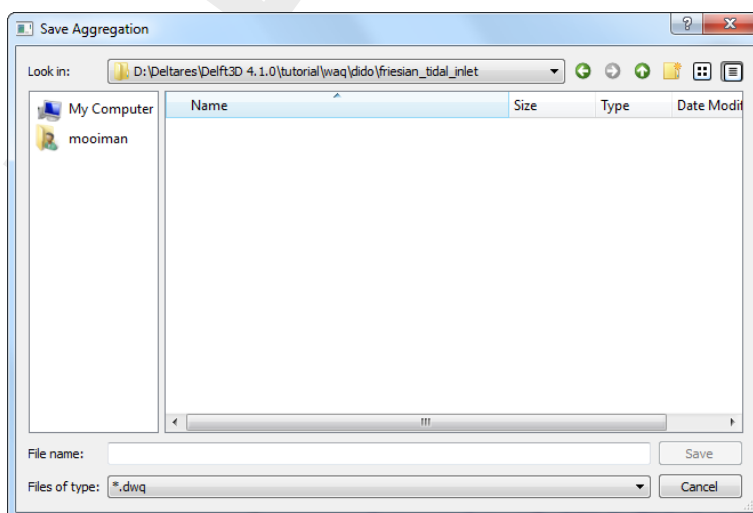 Save Aggregation
Look in: D:\Deltares\Delft3D 4.1.0\tutorial\waq\dido\friesian_tidal_inlet
My Computer
mooiman
Name Size Type Date Modif
File name: Save
Files of type: *.dwq Cancel